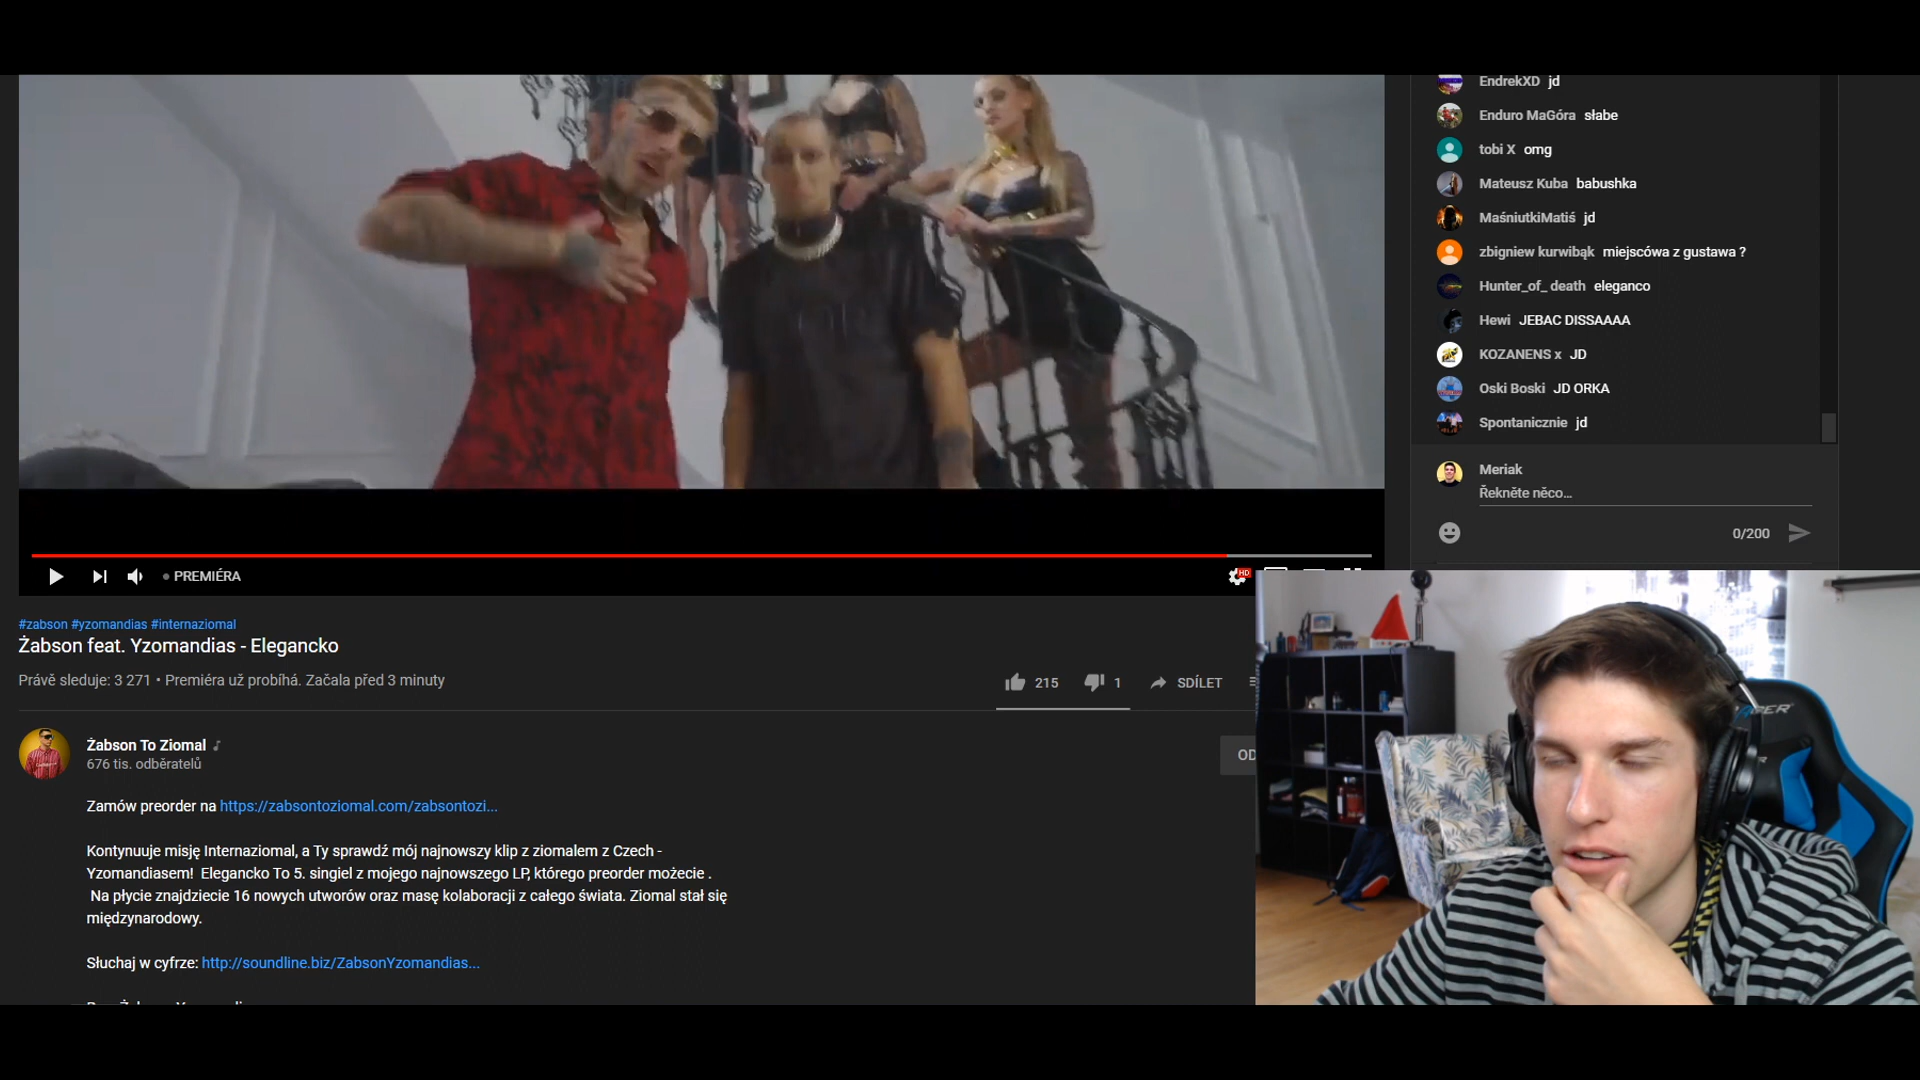 EndrekXD jd
Enduro MaGóra słabe
tobi X omg
Mateusz Kuba babushka
MaśniutkiMatiś jd
zbigniew kurwibąk miejscówa z gustawa ?
Hunter_of_ death eleganco
Hewi JEBAC DISSAAAA
KOZANENS x JD
Oski Boski JD ORKA
Spontanicznie jd
Meriak
Řekněte něco...
0/200
PREMIÉRA
HD
#zabson #yzomandias #internaziomal
Żabson feat. Yzomandias - Elegancko
Právě sleduje: 3 271 • Premiéra už probíhá. Začala před 3 minuty
215 1 SDÍLET
Żabson To Ziomal
676 tis. odběratelů
OD
Zamów preorder na https://zabsontoziomal.com/zabsontozi...
Kontynuuje misję Internaziomal, a Ty sprawdź mój najnowszy klip z ziomalem z Czech -
Yzomandiasem! Elegancko To 5. singiel z mojego najnowszego LP, którego preorder możecie .
Na płycie znajdziecie 16 nowych utworów oraz masę kolaboracji z całego świata. Ziomal stał się
międzynarodowy.
Słuchaj w cyfrze: http://soundline.biz/ZabsonYzomandias...